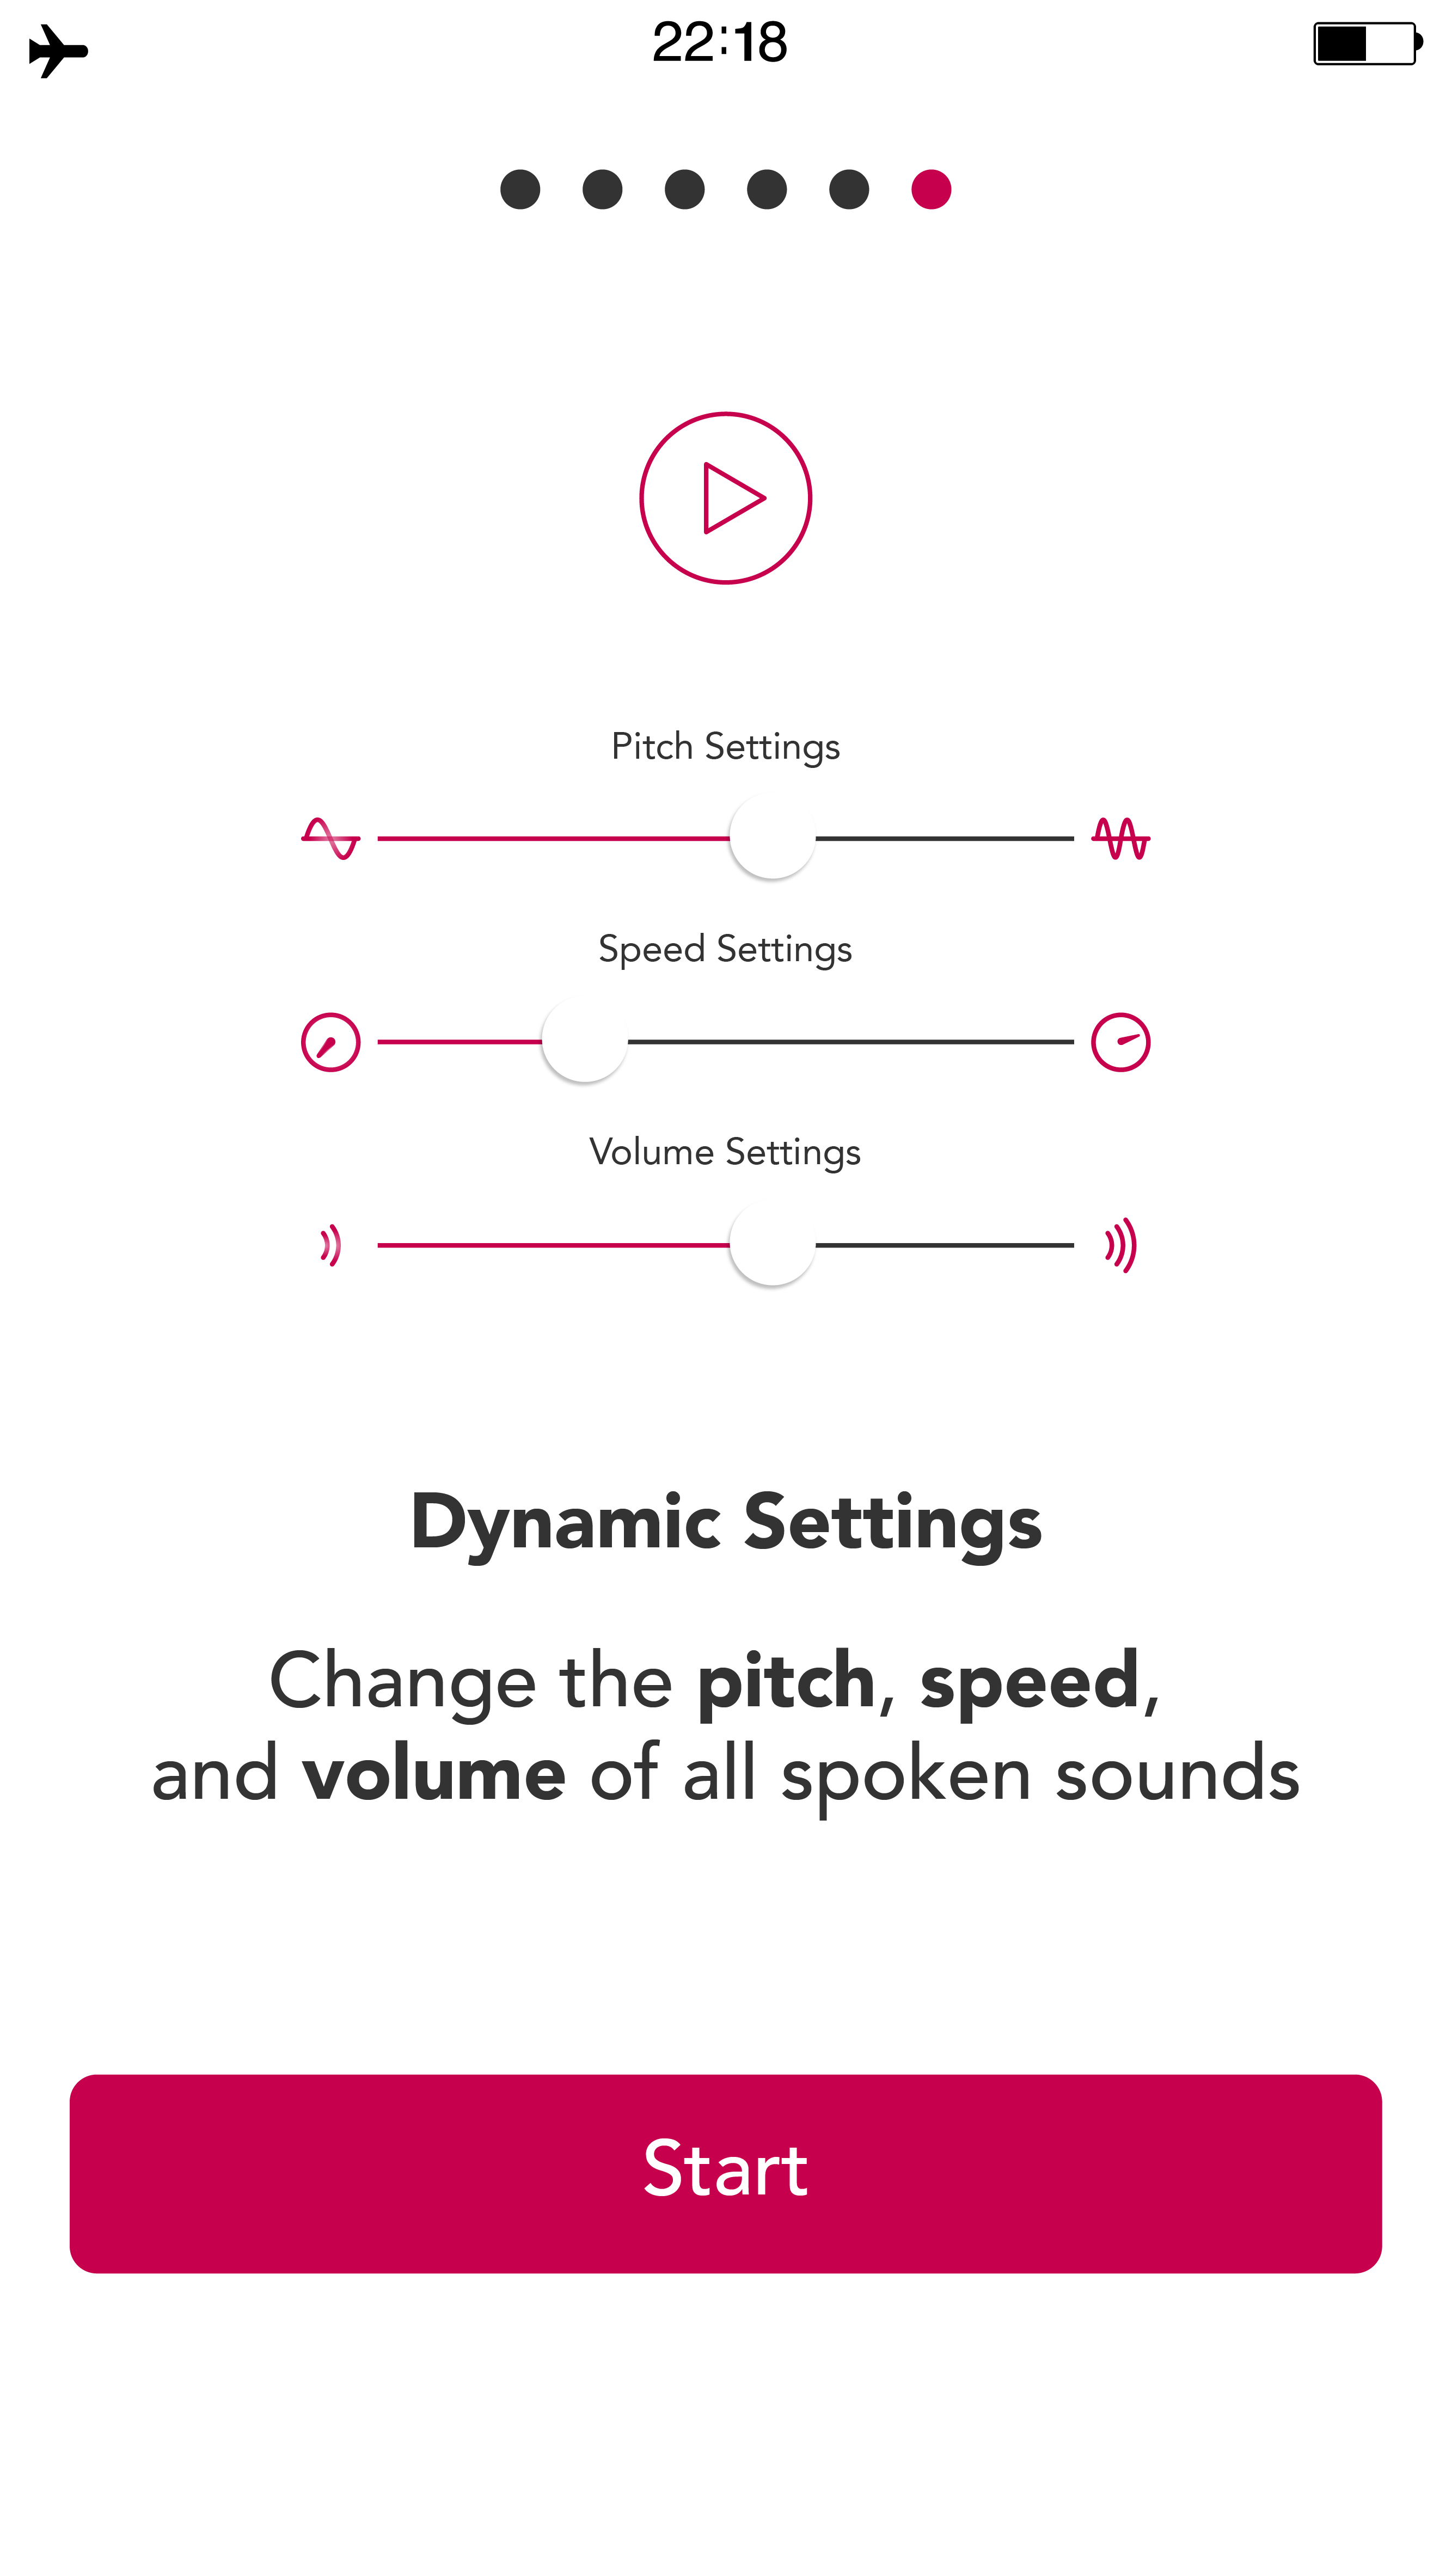 22:18
Pitch Settings
Speed Settings
Volume Settings
Dynamic Settings
Change the pitch, speed,
and volume of all spoken sounds
Start